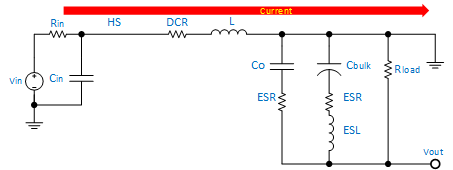 Current
Rin
HS
DCR
L
Vin
Cin
Co
Cbulk
Rload
ESR
ESR
ESL
Vout